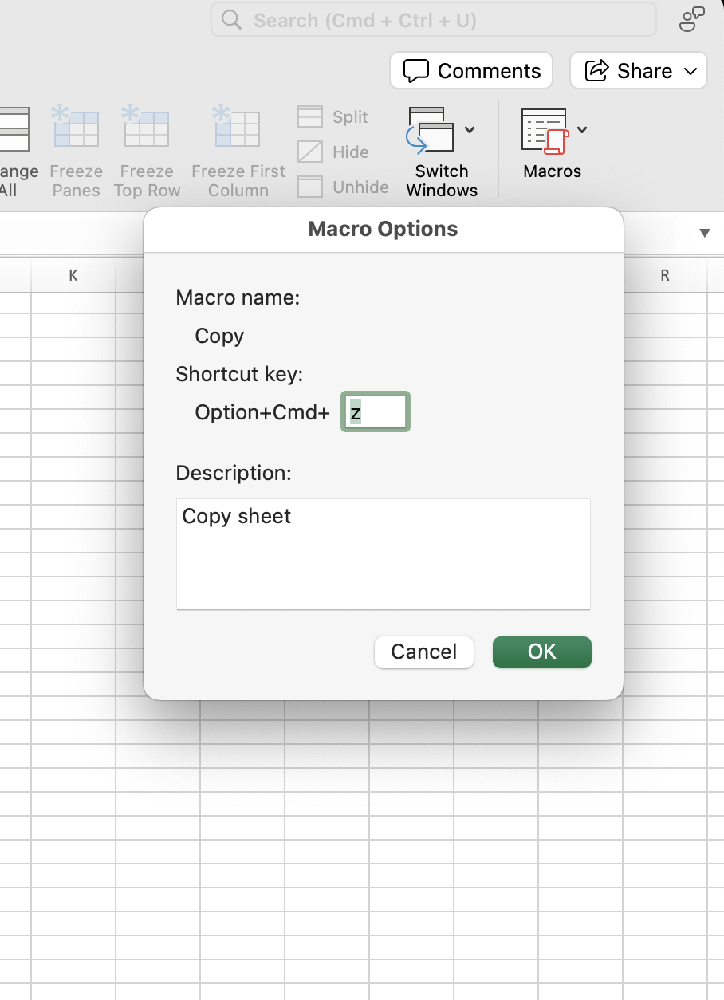 Search (Cmd + Ctrl + U)
Comments
Share
ange
All
Freeze
Panes
Freeze
Top Row
Freeze First
Column
Split
Hide
Unhide
Switch
Windows
Macros
Macro Options
K
R
Macro name:
Copy
Shortcut key:
Option+Cmd+ z
Description:
Copy sheet
Cancel
OK